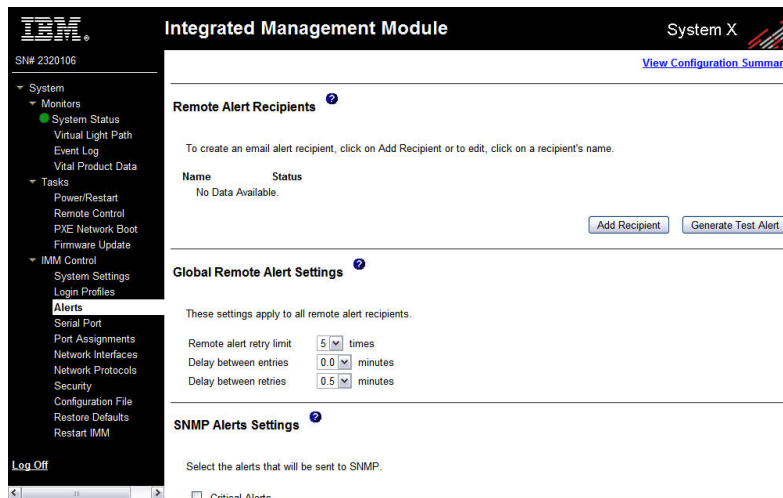 IBM®
Integrated Management Module
System X
SN# 2320106
View Configuration Summar
System
Monitors
System Status
Virtual Light Path
Event Log
Vital Product Data
Tasks
Power/Restart
Remote Control
PXE Network Boot
Firmware Update
IMM Control
System Settings
Login Profiles
Alerts
Serial Port
Port Assignments
Network Interfaces
Network Protocols
Security
Configuration File
Restore Defaults
Restart IMM
Log Off
Remote Alert Recipients ?
To create an email alert recipient, click on Add Recipient or to edit, click on a recipient's name.
Name Status
No Data Available.
Add Recipient Generate Test Alert
Global Remote Alert Settings ?
These settings apply to all remote alert recipients.
Remote alert retry limit 5 times
Delay between entries 0.0 minutes
Delay between retries 0.5 minutes
SNMP Alerts Settings ?
Select the alerts that will be sent to SNMP.
Critical Alerts